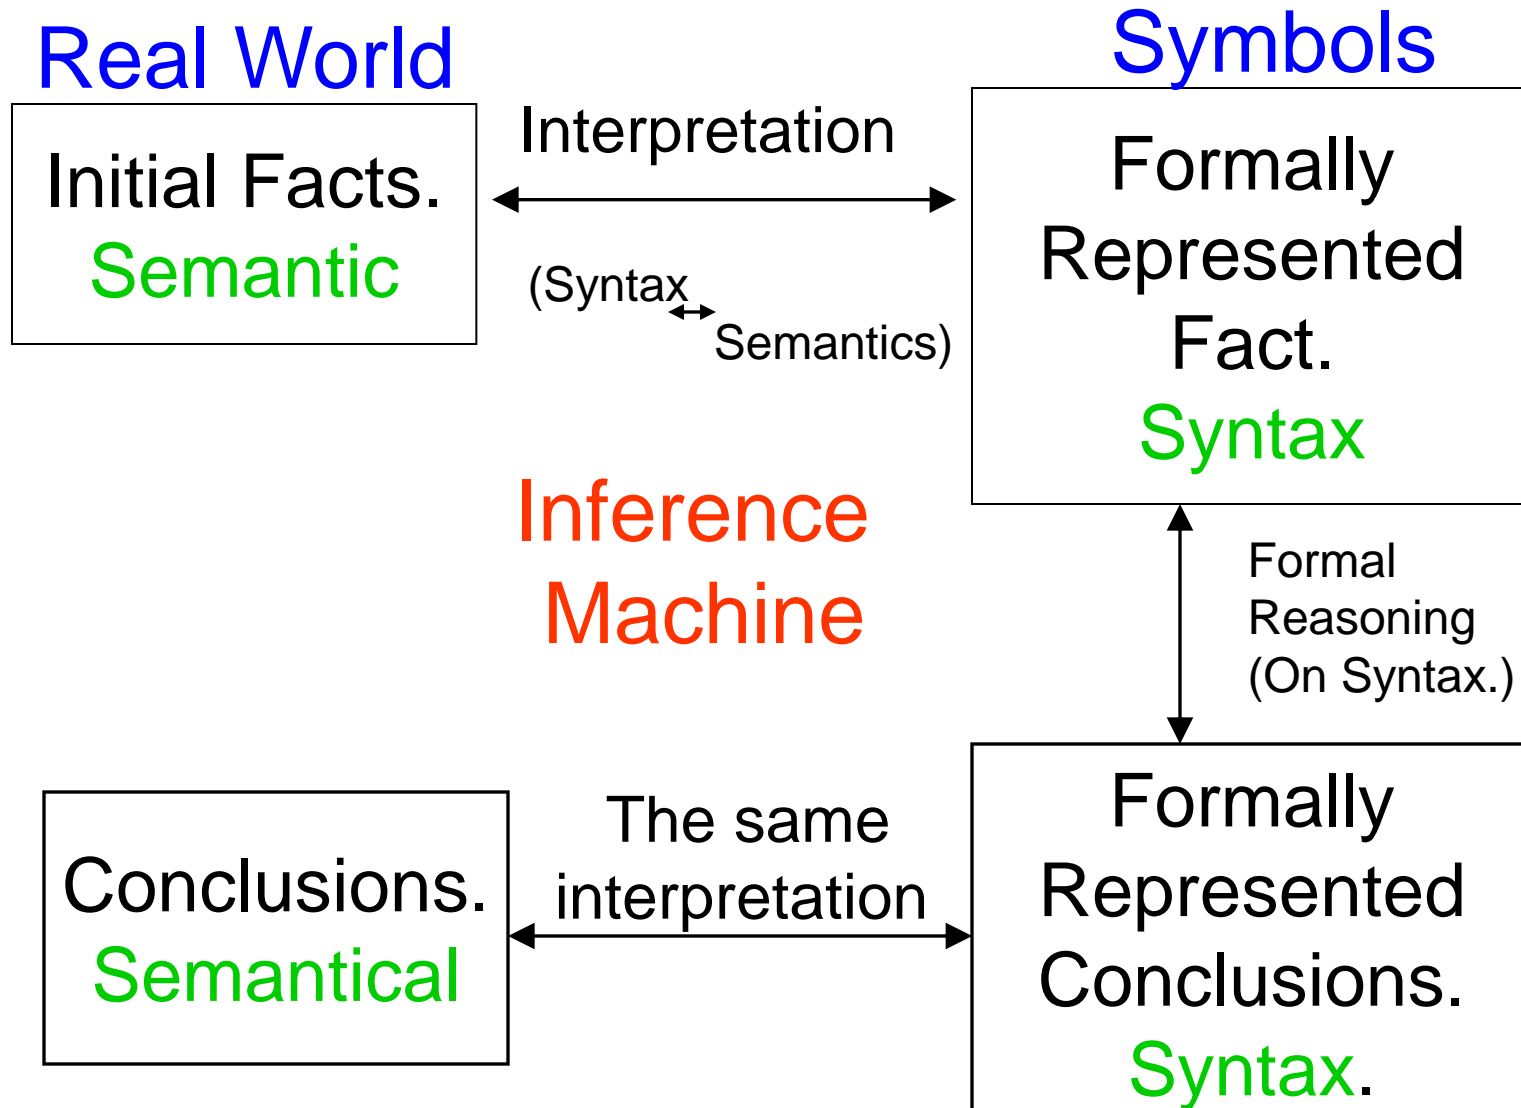 Real World
Symbols
Initial Facts.
Semantic
Interpretation
(Syntax
Semantics)
Formally
Represented
Fact.
Syntax
Inference
Machine
Formal
Reasoning
(On Syntax.)
Conclusions.
Semantical
The same
interpretation
Formally
Represented
Conclusions.
Syntax.